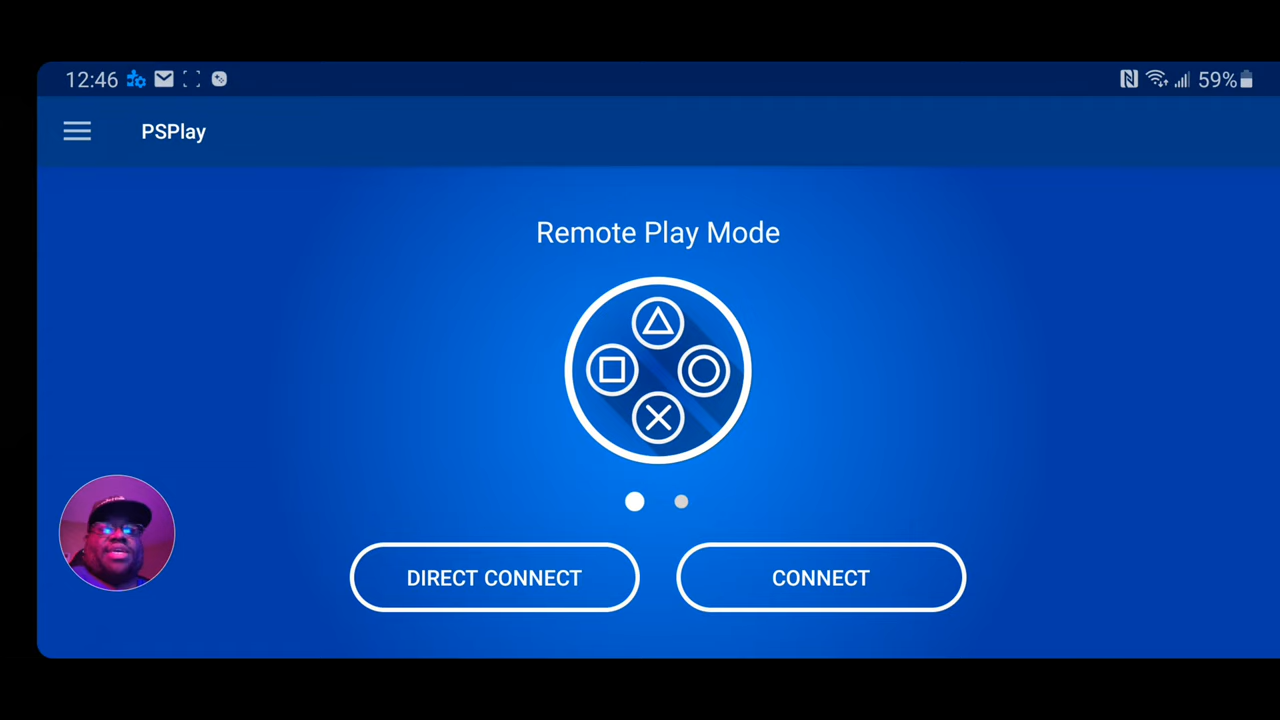 12:46
59%
PSPlay
Remote Play Mode
DIRECT CONNECT
CONNECT